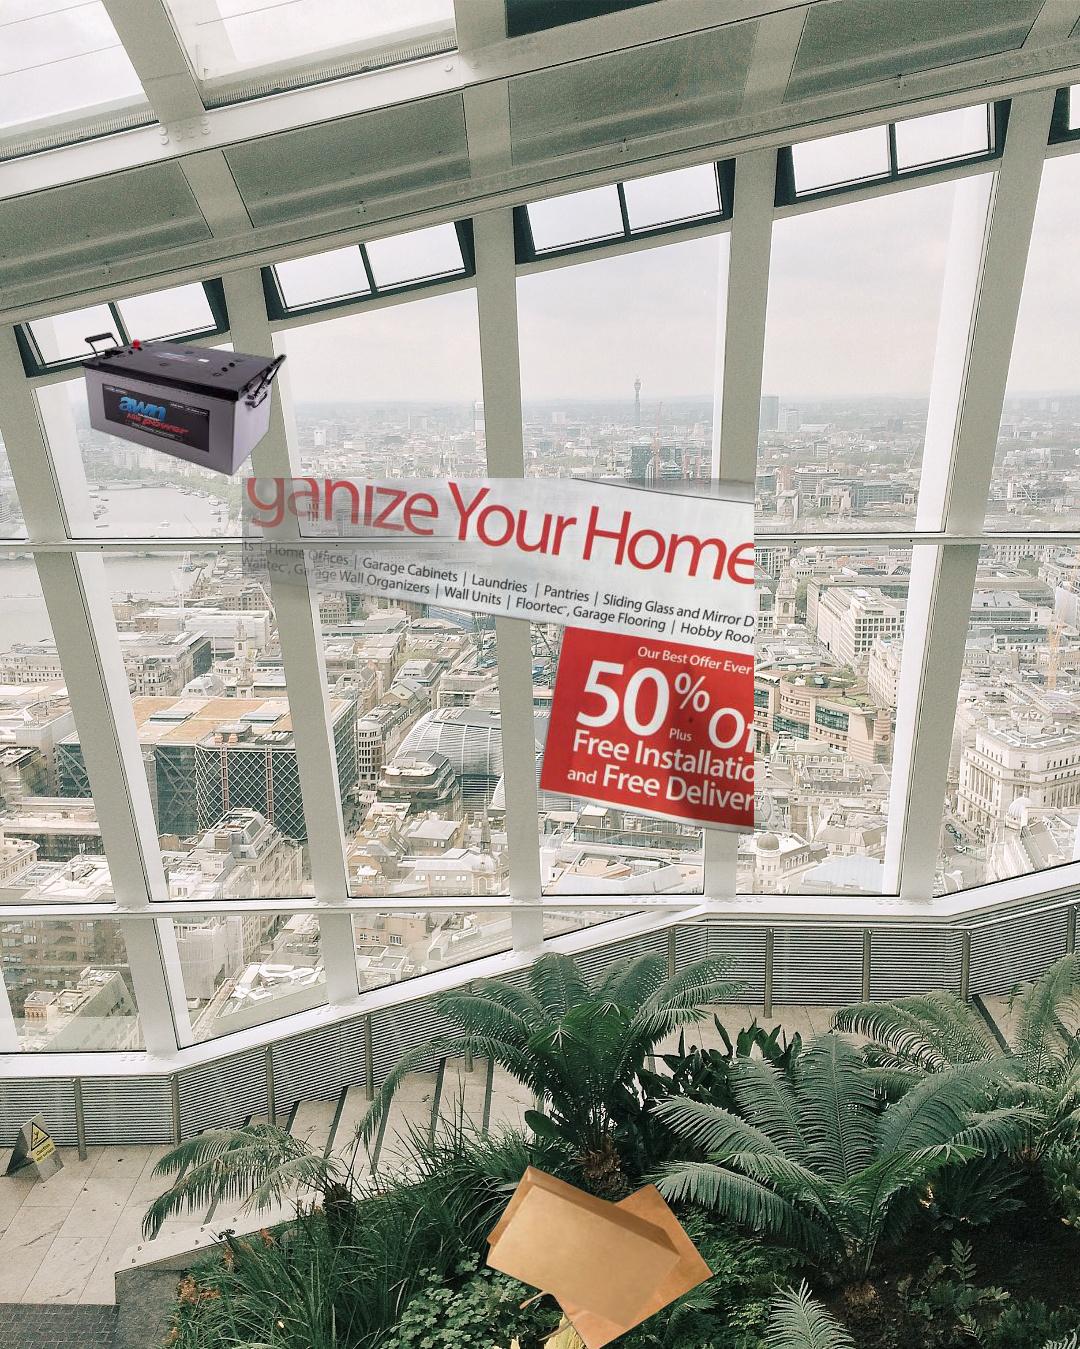 awn
POWER
ganize Your Home
ts | Home Offices | Garage Cabinets | Laundries | Pantries | Sliding Glass and Mirror D
Walltec, Garage Wall Organizers | Wall Units | Floortec, Garage Flooring | Hobby Roo
Our Best Offer Ever
50% Of
Plus
Free Installatio
and Free Deliver